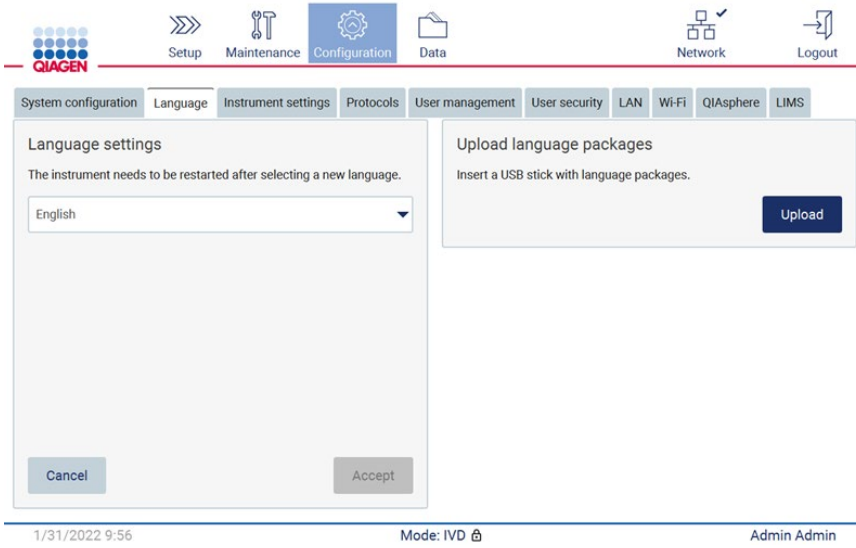 QIAGEN
Setup
Maintenance
Configuration
Data
Network
Logout
System configuration
Language
Instrument settings
Protocols
User management
User security
LAN
Wi-Fi
QIAsphere
LIMS
Language settings
The instrument needs to be restarted after selecting a new language.
English
Cancel
Accept
Upload language packages
Insert a USB stick with language packages.
Upload
1/31/2022 9:56
Mode: IVD
Admin Admin